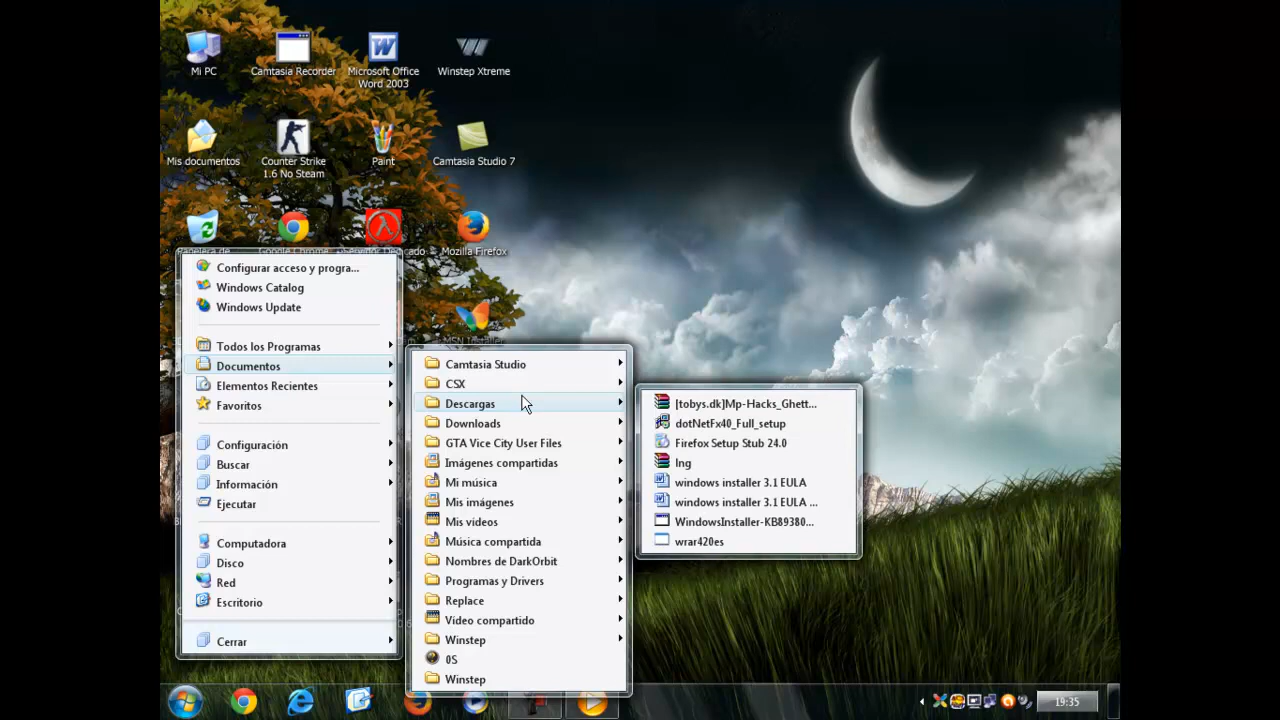 Mi PC
Camtasia Recorder
Microsoft Office
Word 2003
Winstep Xtreme
Mis documentos
Counter Strike
1.6 No Steam
Paint
Camtasia Studio 7
Papelera de
Google Chrome
Mozilla Firefox
Configurar acceso y progra...
Windows Catalog
Windows Update
Todos los Programas
Documentos
Elementos Recientes
Favoritos
Configuración
Buscar
Información
Ejecutar
Computadora
Disco
Red
Escritorio
Cerrar
Camtasia Studio
CSX
Descargas
Downloads
GTA Vice City User Files
Imágenes compartidas
Mi música
Mis imágenes
Mis videos
Música compartida
Nombres de DarkOrbit
Programas y Drivers
Replace
Vídeo compartido
Winstep
0S
Winstep
[tobys.dk]Mp-Hacks_Ghett...
dotNetFx40_Full_setup
Firefox Setup Stub 24.0
lng
windows installer 3.1 EULA
windows installer 3.1 EULA ...
WindowsInstaller-KB89380...
wrar420es
19:35